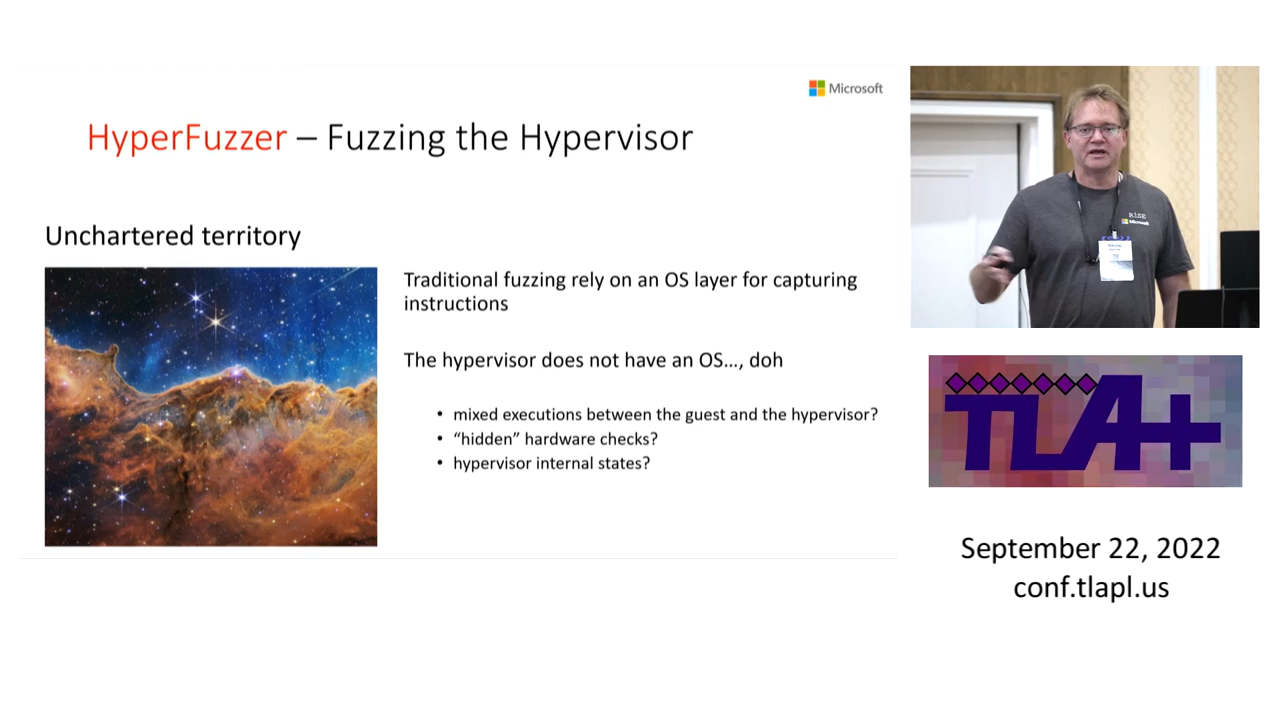 Microsoft
HyperFuzzer – Fuzzing the Hypervisor
Unchartered territory
Traditional fuzzing rely on an OS layer for capturing
instructions
The hypervisor does not have an OS..., doh
• mixed executions between the guest and the hypervisor?
• “hidden” hardware checks?
• hypervisor internal states?
RiSE
Microsoft
TLA+
September 22, 2022
conf.tlapl.us